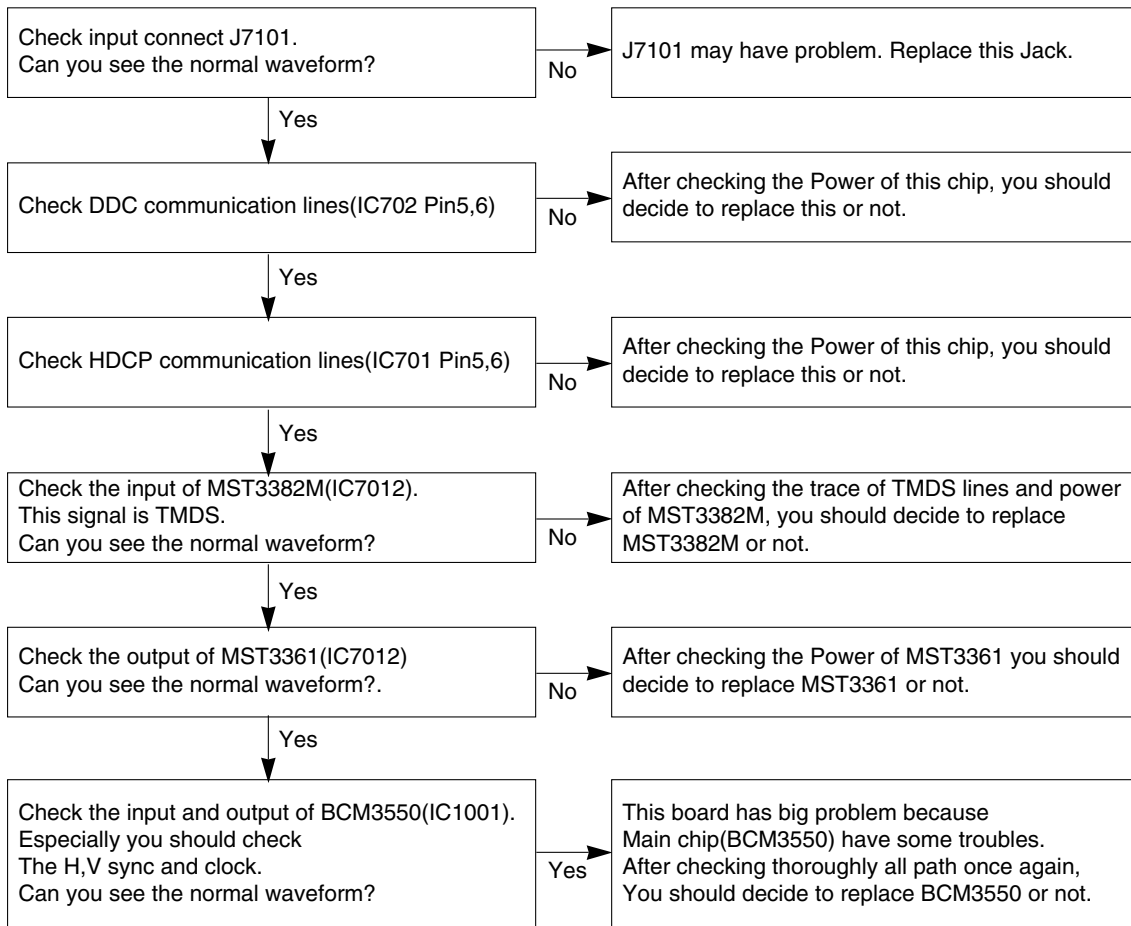 Check input connect J7101.
Can you see the normal waveform?
No
J7101 may have problem. Replace this Jack.
Yes
Check DDC communication lines(IC702 Pin5,6)
No
After checking the Power of this chip, you should
decide to replace this or not.
Yes
Check HDCP communication lines(IC701 Pin5,6)
No
After checking the Power of this chip, you should
decide to replace this or not.
Yes
Check the input of MST3382M(IC7012).
This signal is TMDS.
Can you see the normal waveform?
No
After checking the trace of TMDS lines and power
of MST3382M, you should decide to replace
MST3382M or not.
Yes
Check the output of MST3361(IC7012)
Can you see the normal waveform?.
No
After checking the Power of MST3361 you should
decide to replace MST3361 or not.
Yes
Check the input and output of BCM3550(IC1001).
Especially you should check
The H,V sync and clock.
Can you see the normal waveform?
Yes
This board has big problem because
Main chip(BCM3550) have some troubles.
After checking thoroughly all path once again,
You should decide to replace BCM3550 or not.